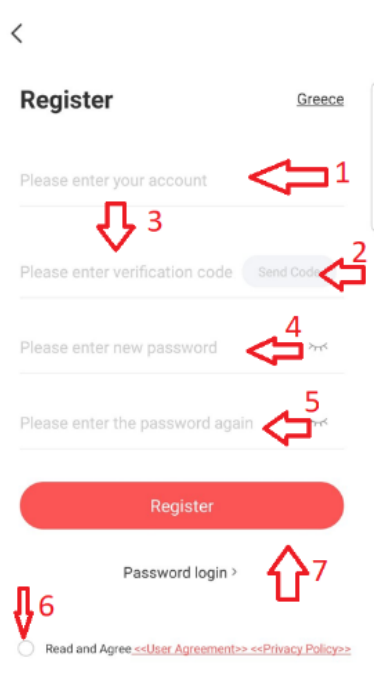 Register
Greece
Please enter your account
1
3
2
Please enter verification code
Send Code
4
Please enter new password
5
Please enter the password again
Register
7
Password login >
6
Read and Agree <<User Agreement>> <<Privacy Policy>>